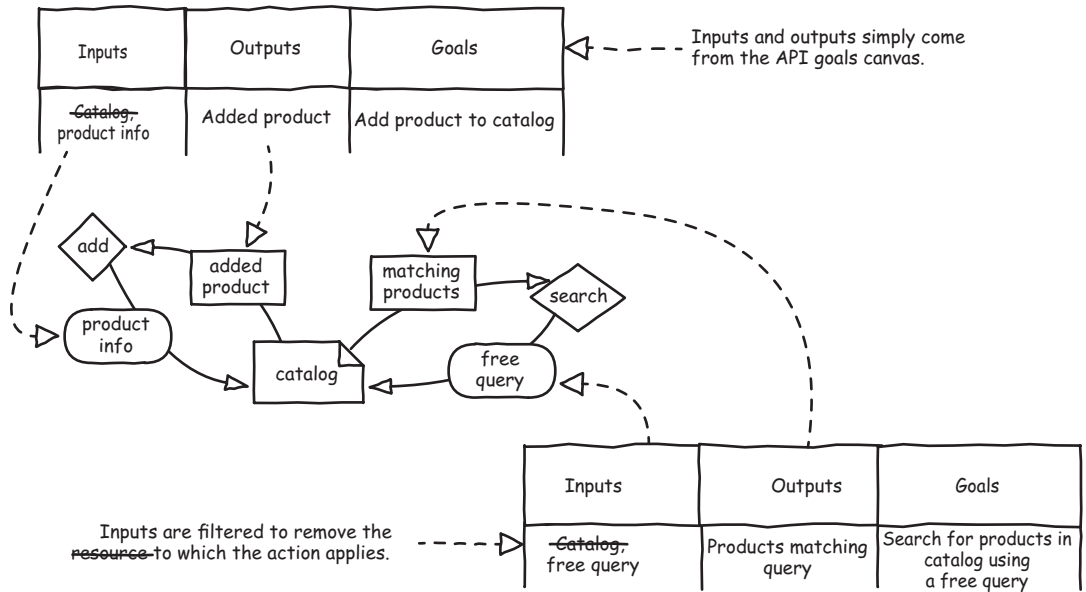 Inputs
Outputs
Goals
Inputs and outputs simply come
from the API goals canvas.
Catalog,
product info
Added product
Add product to catalog
add
added
product
matching
products
search
product
info
catalog
free
query
Inputs
Outputs
Goals
Inputs are filtered to remove the
resource to which the action applies.
Catalog,
free query
Products matching
query
Search for products in
catalog using
a free query